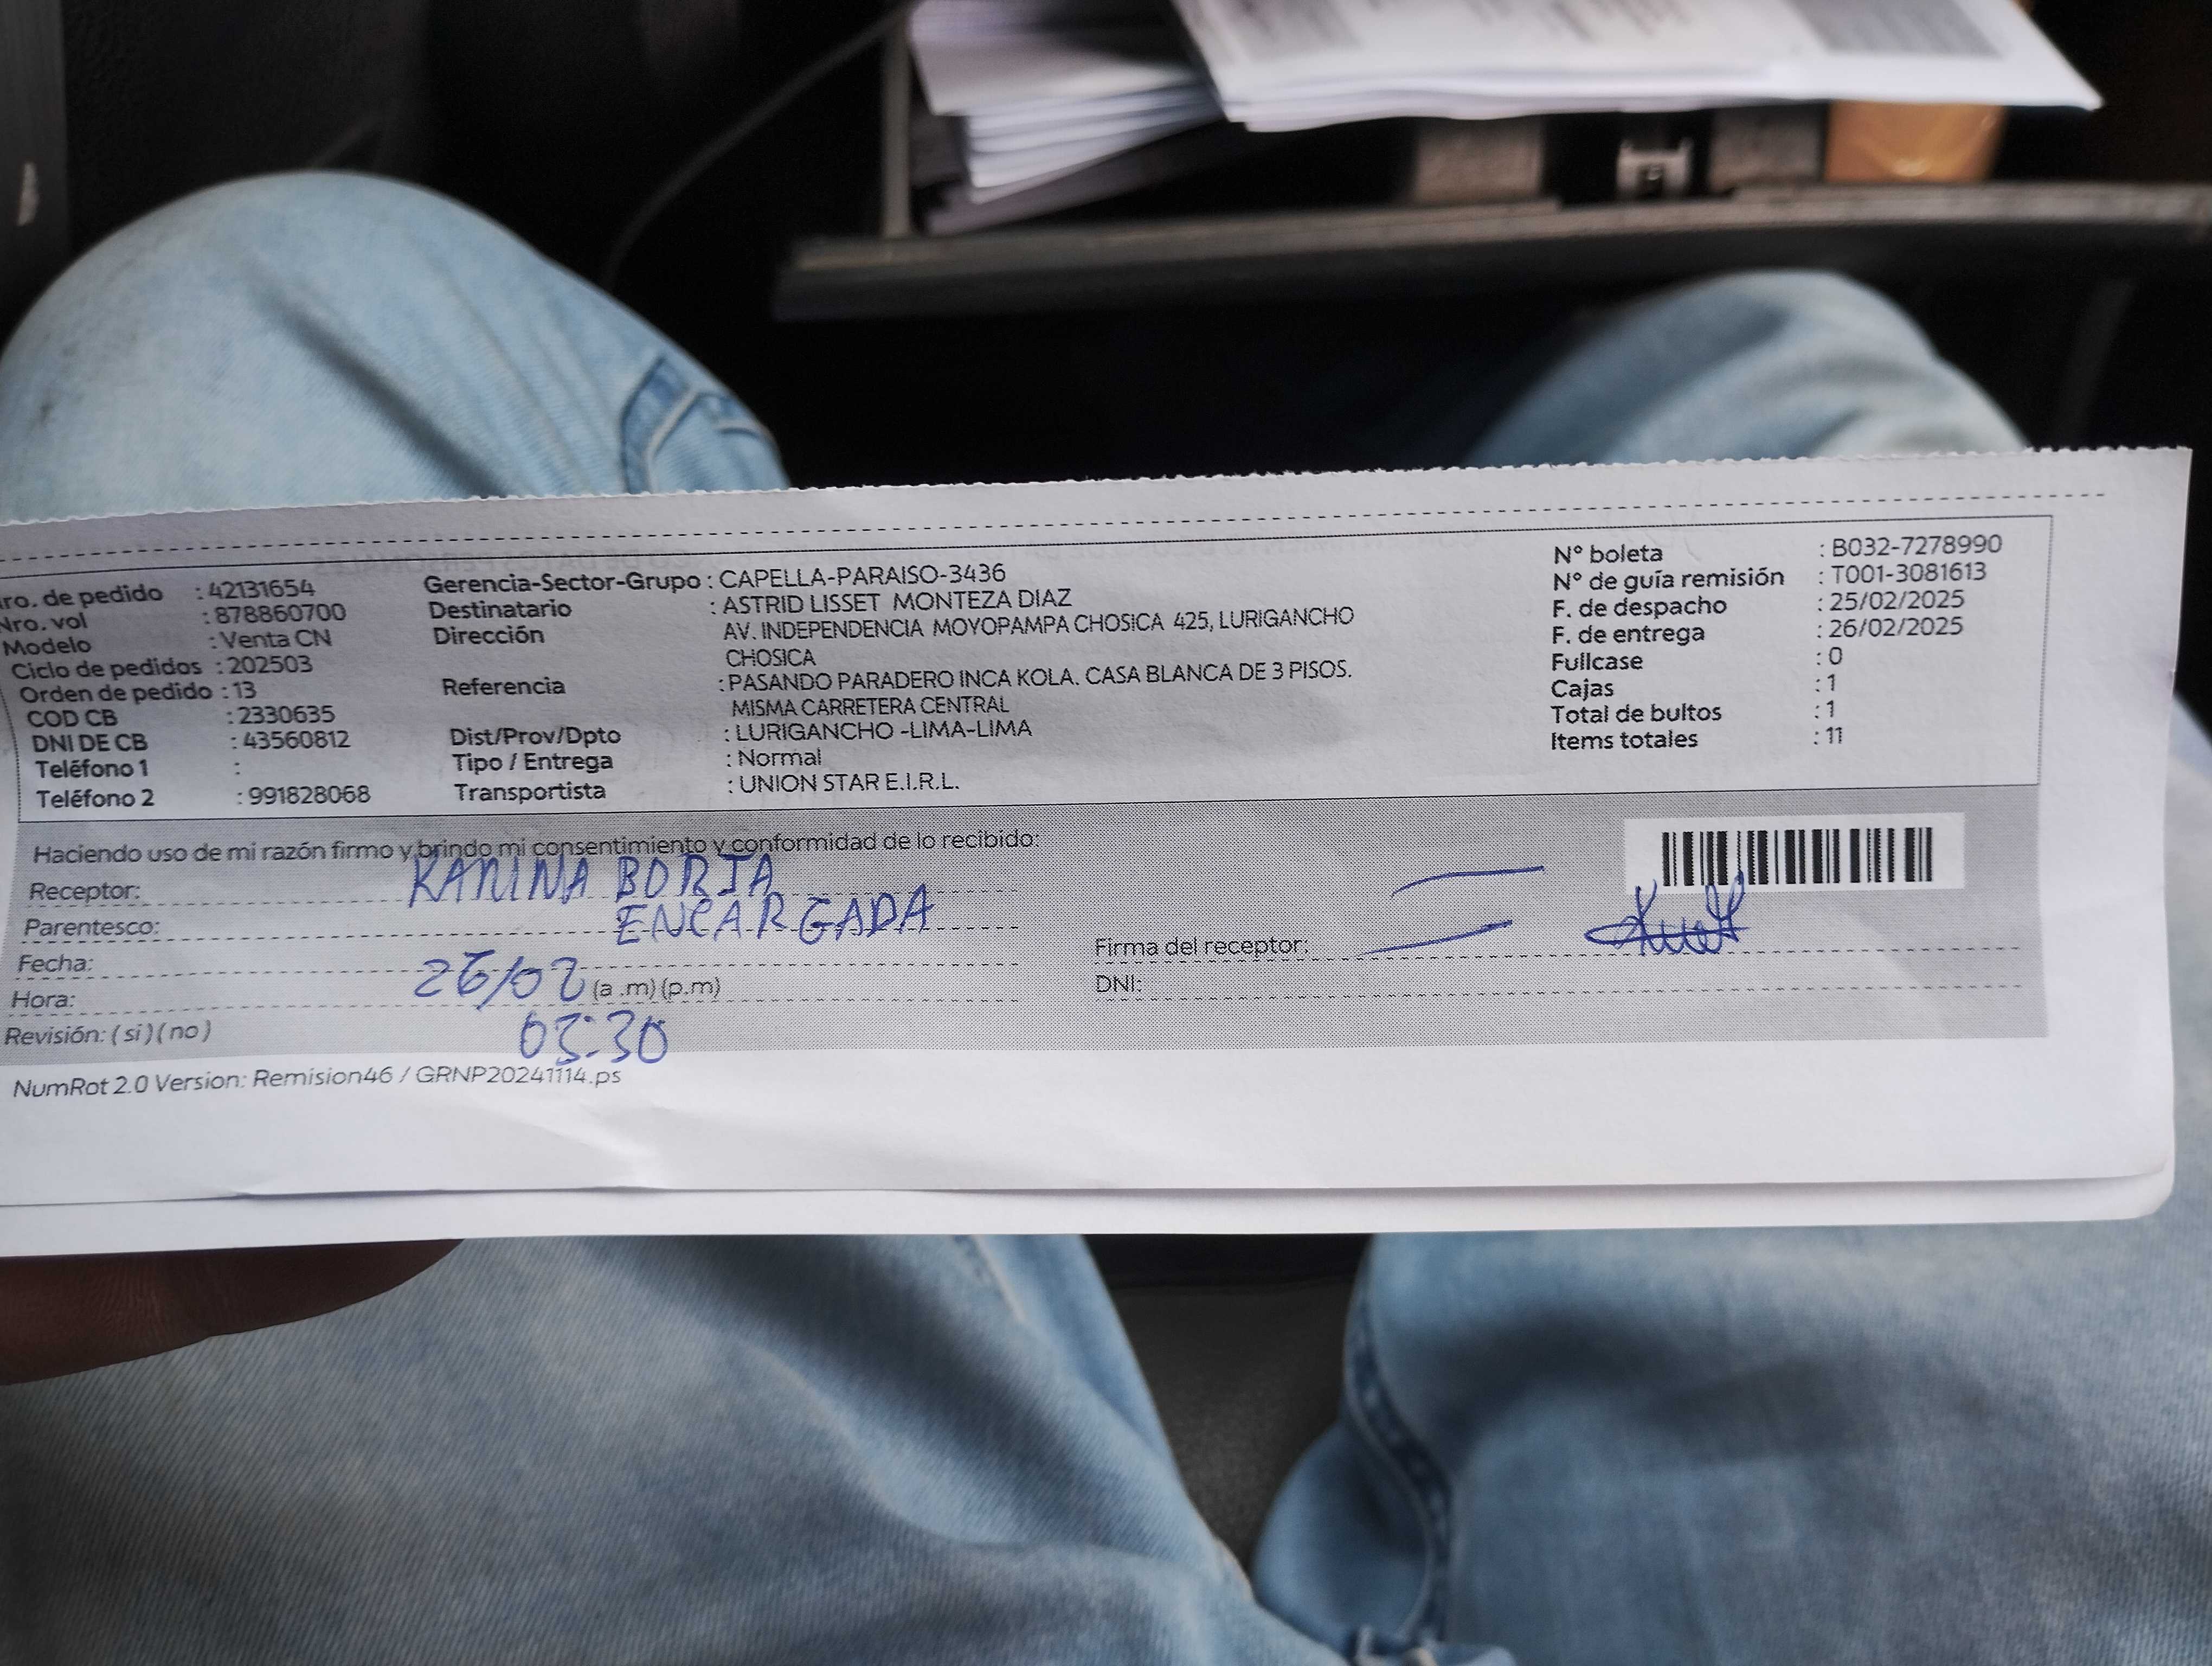 ro. de pedido : 42131654
Nro. vol : 878860700
Modelo : Venta CN
Ciclo de pedidos : 202503
Orden de pedido : 13
COD CB : 2330635
DNI DE CB : 43560812
Teléfono 1 :
Teléfono 2 : 991828068
Gerencia-Sector-Grupo : CAPELLA-PARAISO-3436
Destinatario : ASTRID LISSET MONTEZA DIAZ
Dirección AV. INDEPENDENCIA MOYOPAMPA CHOSICA 425, LURIGANCHO
CHOSICA
Referencia : PASANDO PARADERO INCA KOLA. CASA BLANCA DE 3 PISOS.
MISMA CARRETERA CENTRAL
Dist/Prov/Dpto : LURIGANCHO -LIMA-LIMA
Tipo / Entrega : Normal
Transportista : UNION STAR E.I.R.L.
N° boleta : B032-7278990
N° de guía remisión : T001-3081613
F. de despacho : 25/02/2025
F. de entrega : 26/02/2025
Fullcase : 0
Cajas : 1
Total de bultos : 1
Items totales : 11
Haciendo uso de mi razón firmo y brindo mi consentimiento y conformidad de lo recibido:
Receptor: KARINA BORJA
Parentesco: ENCARGADA
Fecha: 26/02
Hora: (a .m) (p.m)
03:30
Revisión: ( si ) ( no )
Firma del receptor:
DNI:
NumRot 2.0 Version: Remision46 / GRNP20241114.ps